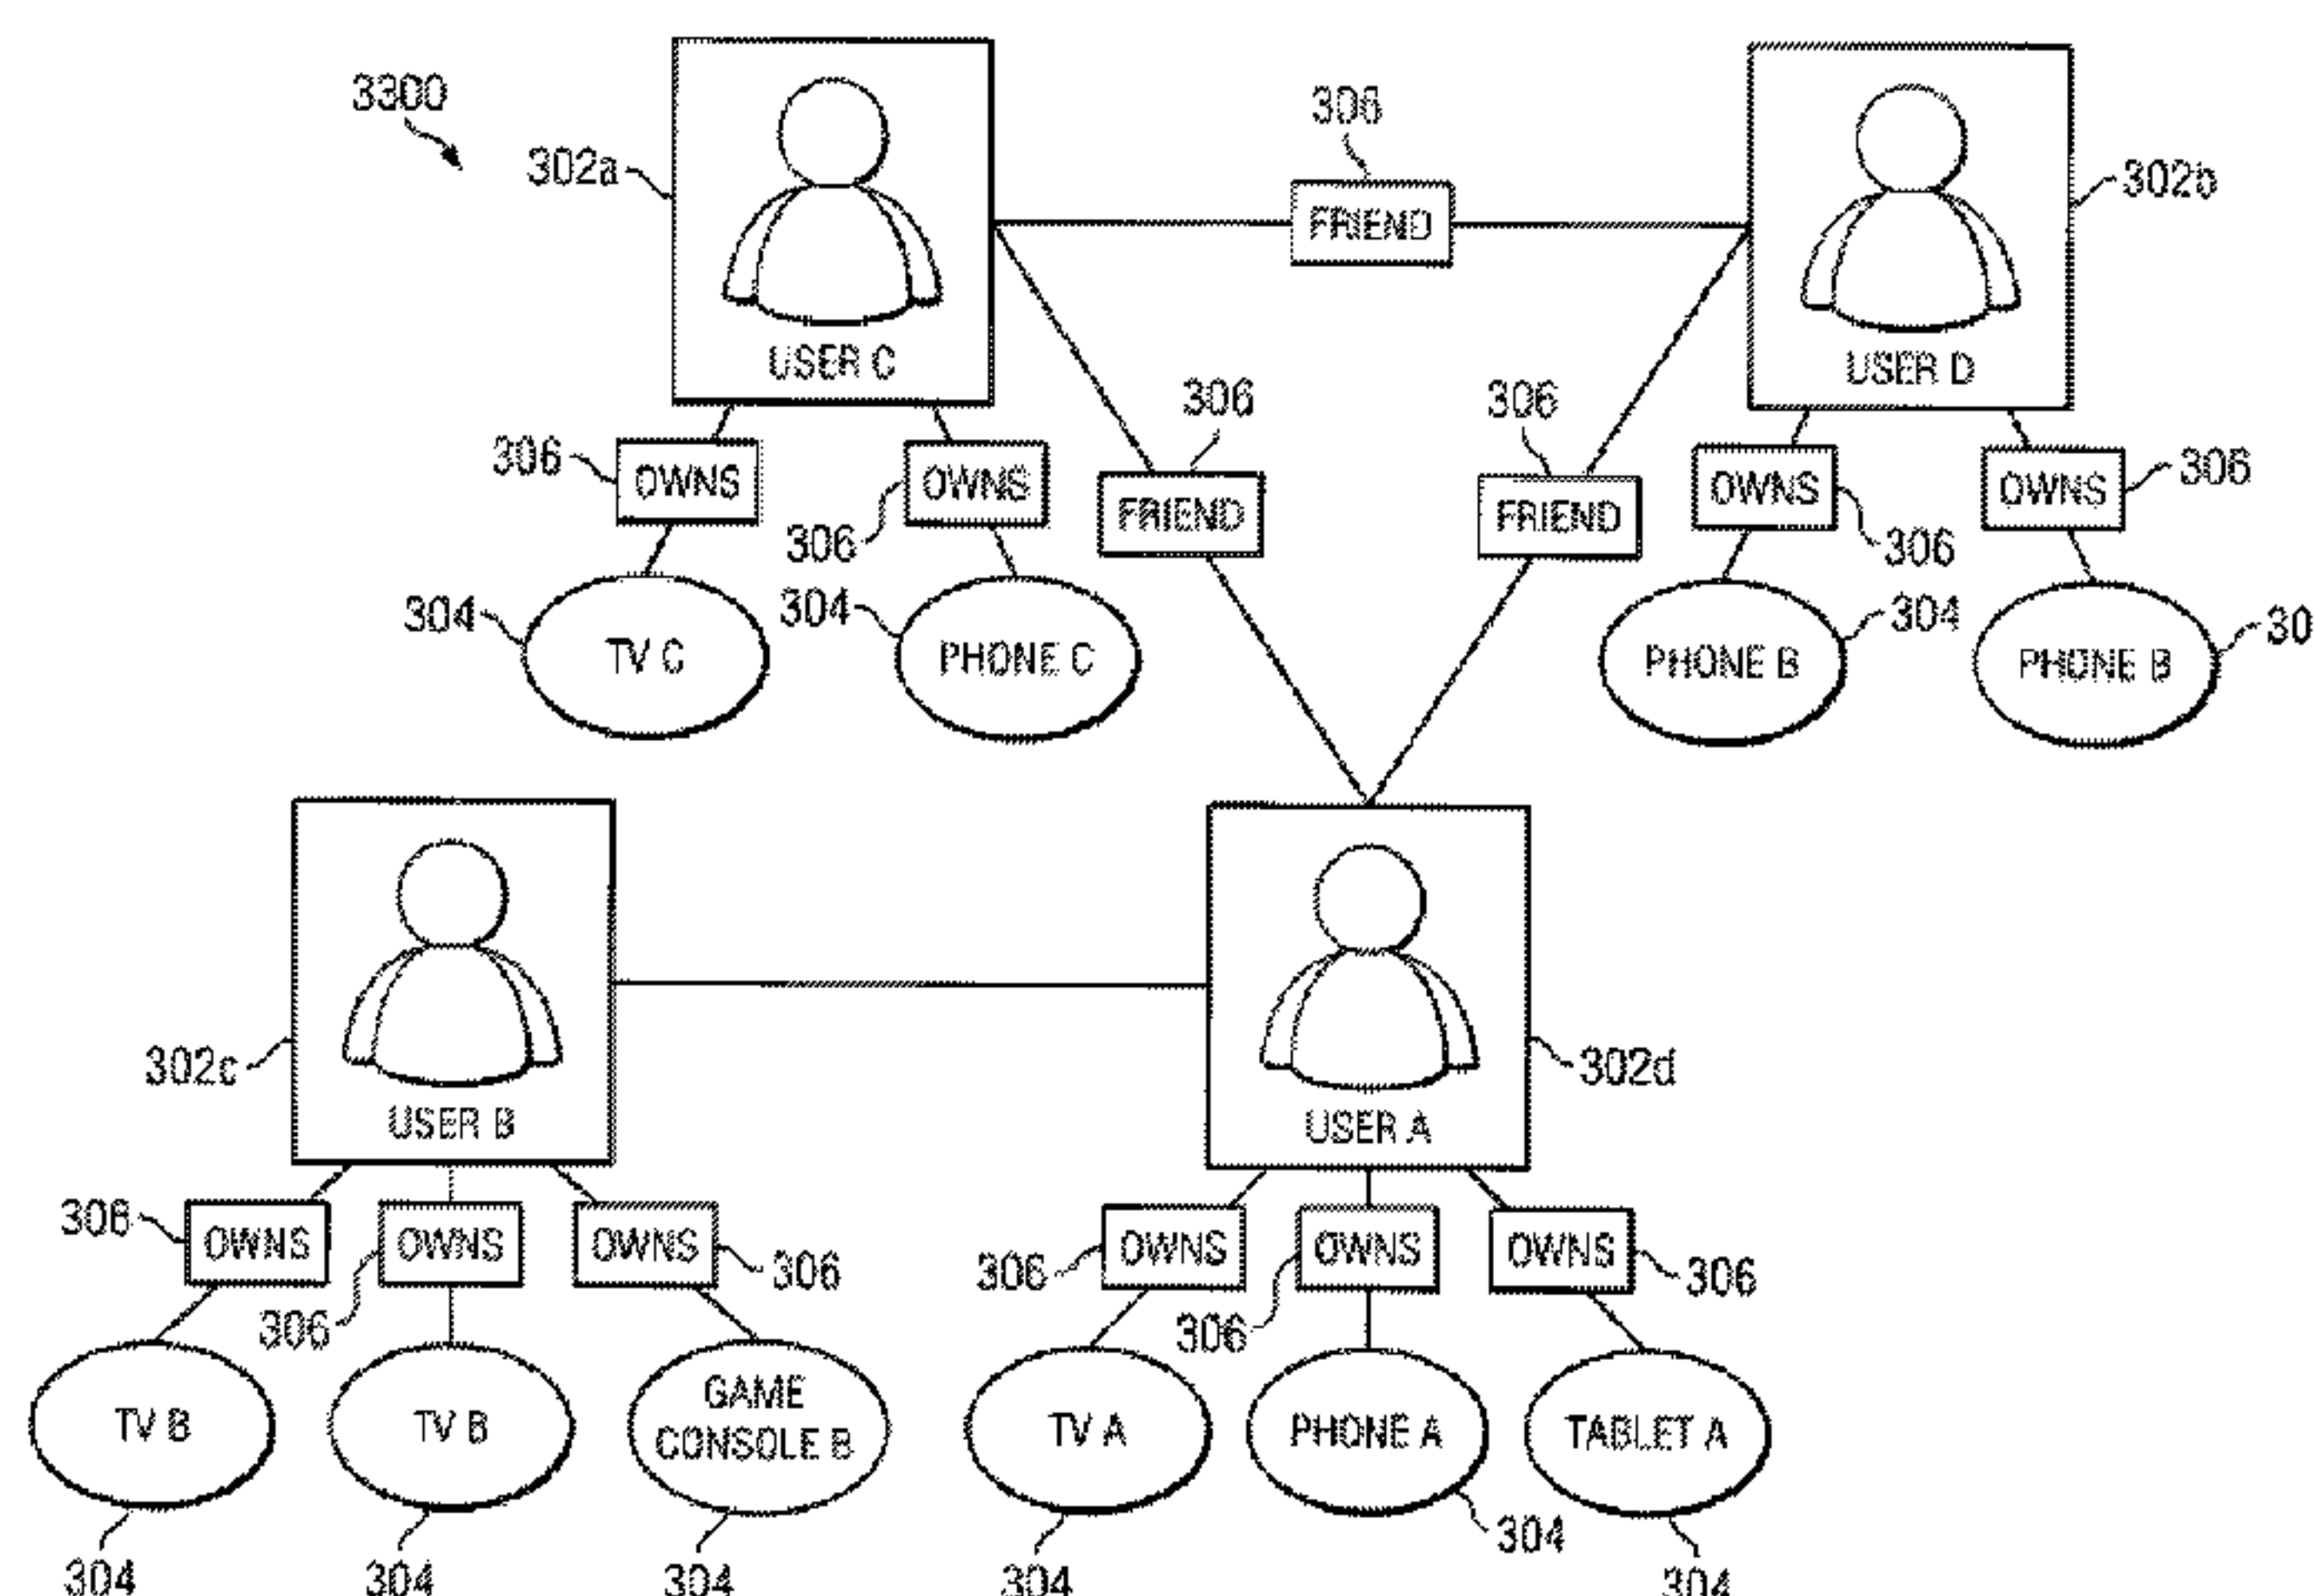 3300
302a
USER C
306
FRIEND
302b
USER D
306
OWNS
306
OWNS
306
FRIEND
306
FRIEND
OWNS
306
OWNS
306
304
TV C
304
PHONE C
PHONE B
304
PHONE B
30
302c
USER B
302d
USER A
306
OWNS
306
OWNS
OWNS
306
306
OWNS
306
OWNS
OWNS
306
TV B
TV B
GAME
CONSOLE B
TV A
PHONE A
TABLET A
304
304
304
304
304
304